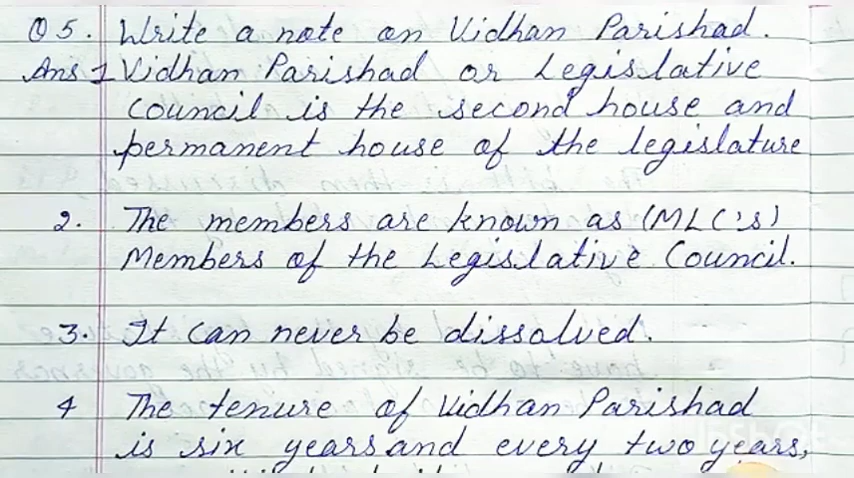 Q 5. Write a note on Vidhan Parishad.
Ans 1 Vidhan Parishad or Legislative
Council is the second house and
permanent house of the legislature
2. The members are known as (MLC's)
Members of the Legislative Council.
3. It can never be dissolved.
4 The tenure of Vidhan Parishad
is six years and every two years,